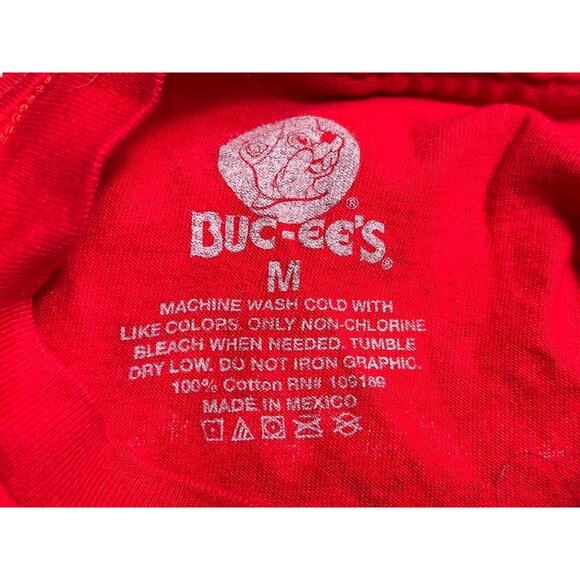 BUC-EE'S®
M
MACHINE WASH COLD WITH
LIKE COLORS. ONLY NON-CHLORINE
BLEACH WHEN NEEDED. TUMBLE
DRY LOW. DO NOT IRON GRAPHIC.
100% Cotton RN# 109189
MADE IN MEXICO